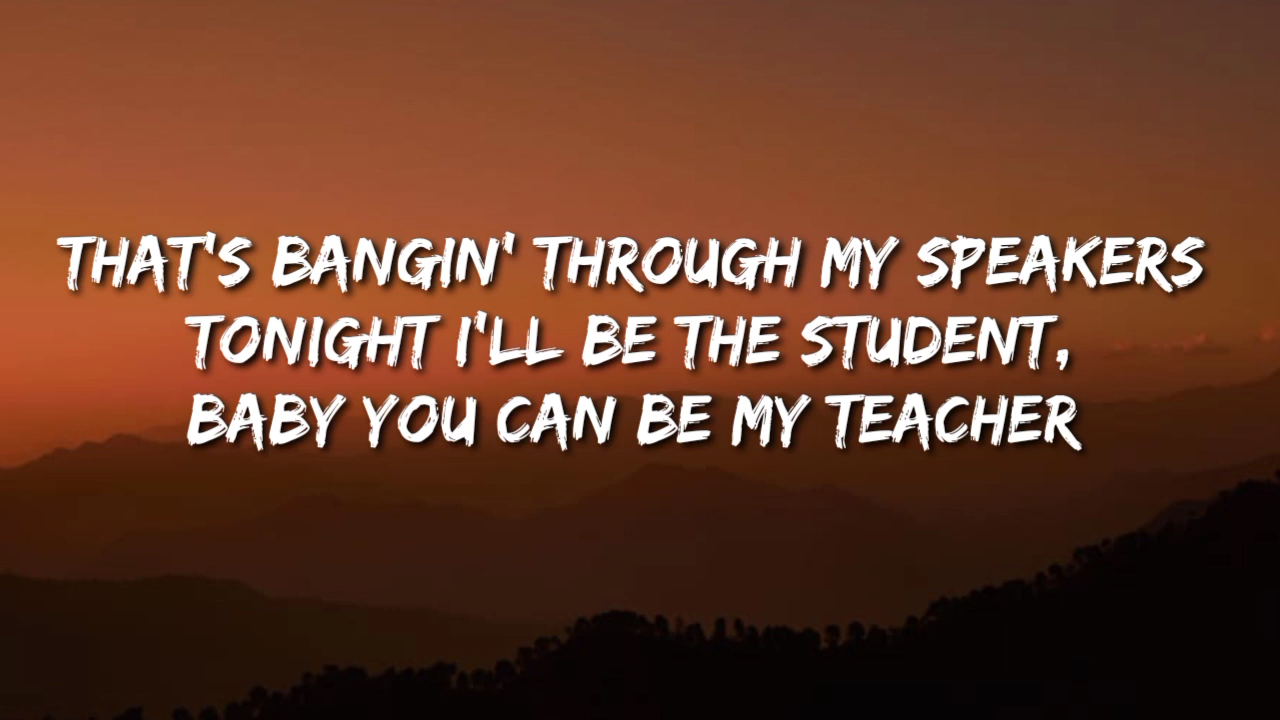 THAT'S BANGIN' THROUGH MY SPEAKERS
TONIGHT I'LL BE THE STUDENT,
BABY YOU CAN BE MY TEACHER